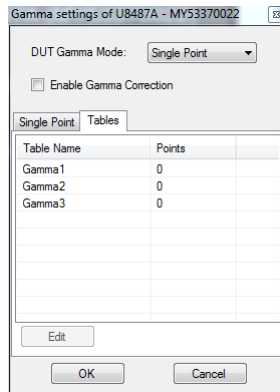 Gamma settings of U8487A - MY53370022
DUT Gamma Mode: Single Point
Enable Gamma Correction
Single Point Tables
Table Name Points
Gamma1 0
Gamma2 0
Gamma3 0
Edit
OK Cancel